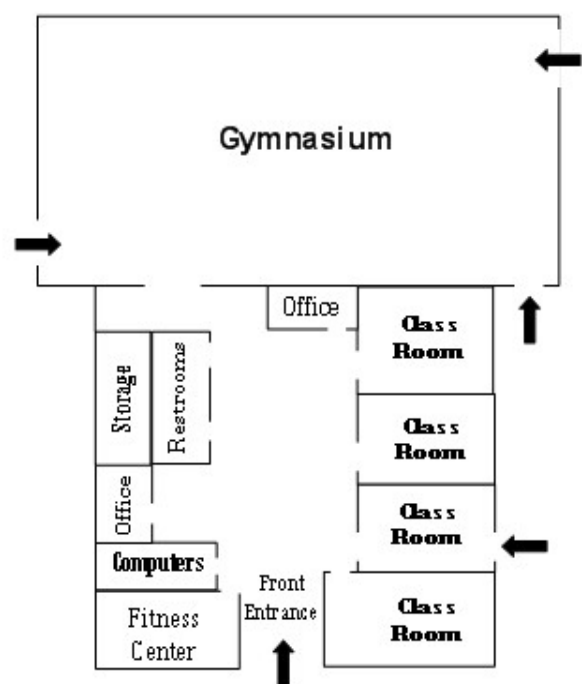 Gymnasium
Office
Class
Room
Storage
Restrooms
Class
Room
Office
Class
Room
Computers
Front
Entrance
Fitness
Center
Class
Room